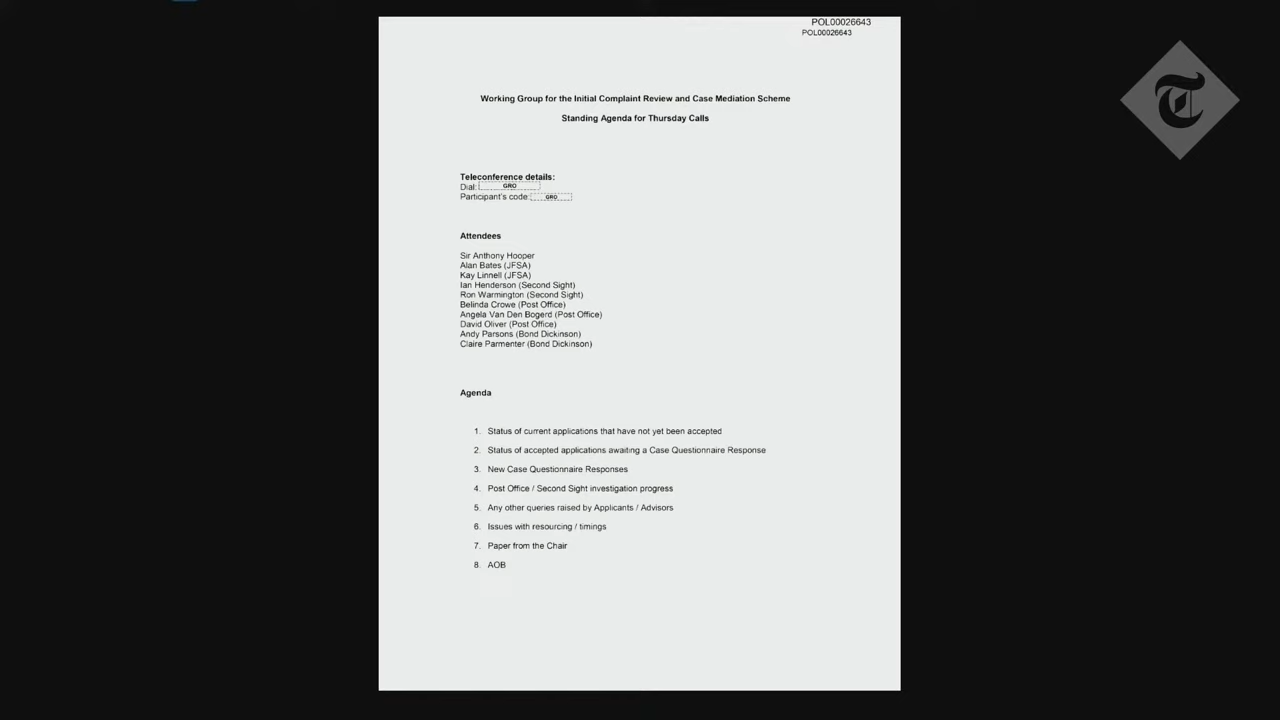 POL00026643
POL00026643
Working Group for the Initial Complaint Review and Case Mediation Scheme
Standing Agenda for Thursday Calls
Teleconference details:
Dial: GRO
Participant's code: GRO
Attendees
Sir Anthony Hooper
Alan Bates (JFSA)
Kay Linnell (JFSA)
Ian Henderson (Second Sight)
Ron Warmington (Second Sight)
Belinda Crowe (Post Office)
Angela Van Den Bogerd (Post Office)
David Oliver (Post Office)
Andy Parsons (Bond Dickinson)
Claire Parmenter (Bond Dickinson)
Agenda
1. Status of current applications that have not yet been accepted
2. Status of accepted applications awaiting a Case Questionnaire Response
3. New Case Questionnaire Responses
4. Post Office / Second Sight investigation progress
5. Any other queries raised by Applicants / Advisors
6. Issues with resourcing / timings
7. Paper from the Chair
8. AOB
T